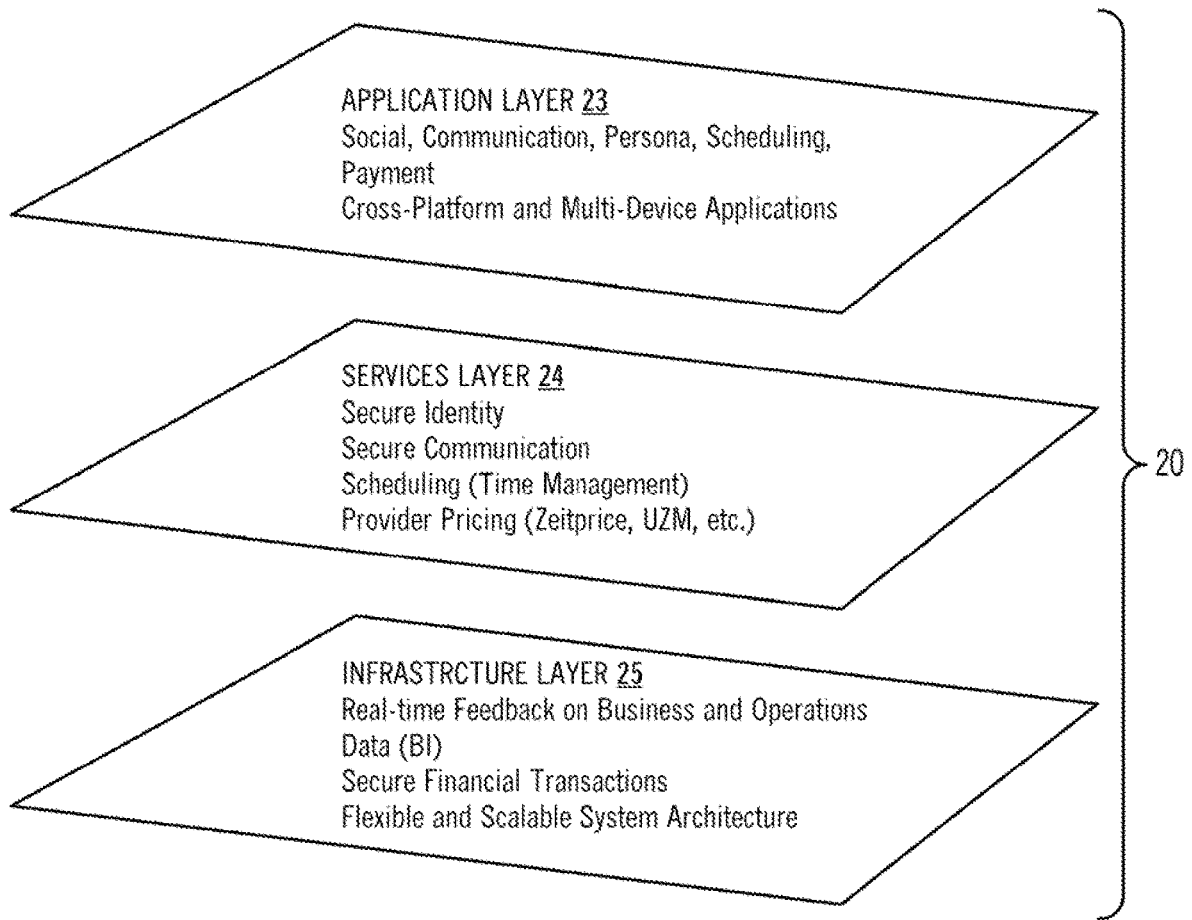 APPLICATION LAYER 23
Social, Communication, Persona, Scheduling,
Payment
Cross-Platform and Multi-Device Applications
SERVICES LAYER 24
Secure Identity
Secure Communication
Scheduling (Time Management)
Provider Pricing (Zeitprice, UZM, etc.)
20
INFRASTRCTURE LAYER 25
Real-time Feedback on Business and Operations
Data (BI)
Secure Financial Transactions
Flexible and Scalable System Architecture